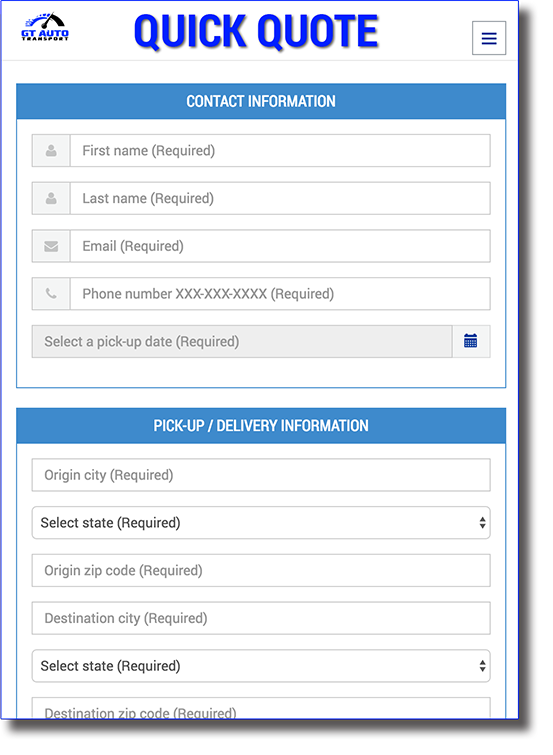 GT AUTO
TRANSPORT
QUICK QUOTE
CONTACT INFORMATION
First name (Required)
Last name (Required)
Email (Required)
Phone number XXX-XXX-XXXX (Required)
Select a pick-up date (Required)
PICK-UP / DELIVERY INFORMATION
Origin city (Required)
Select state (Required)
Origin zip code (Required)
Destination city (Required)
Select state (Required)
Destination zip code (Required)